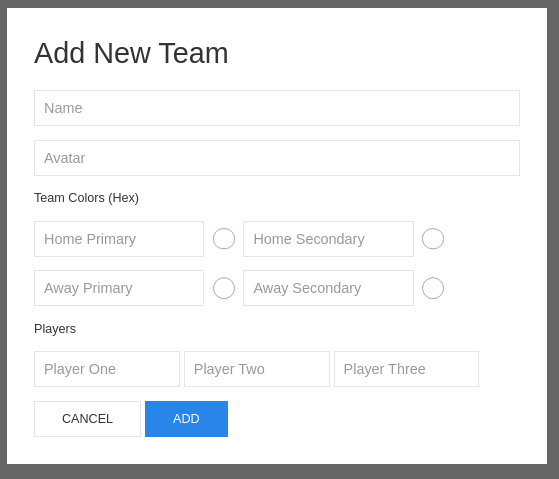 Add New Team
Name
Avatar
Team Colors (Hex)
Home Primary Home Secondary
Away Primary Away Secondary
Players
Player One Player Two Player Three
CANCEL ADD